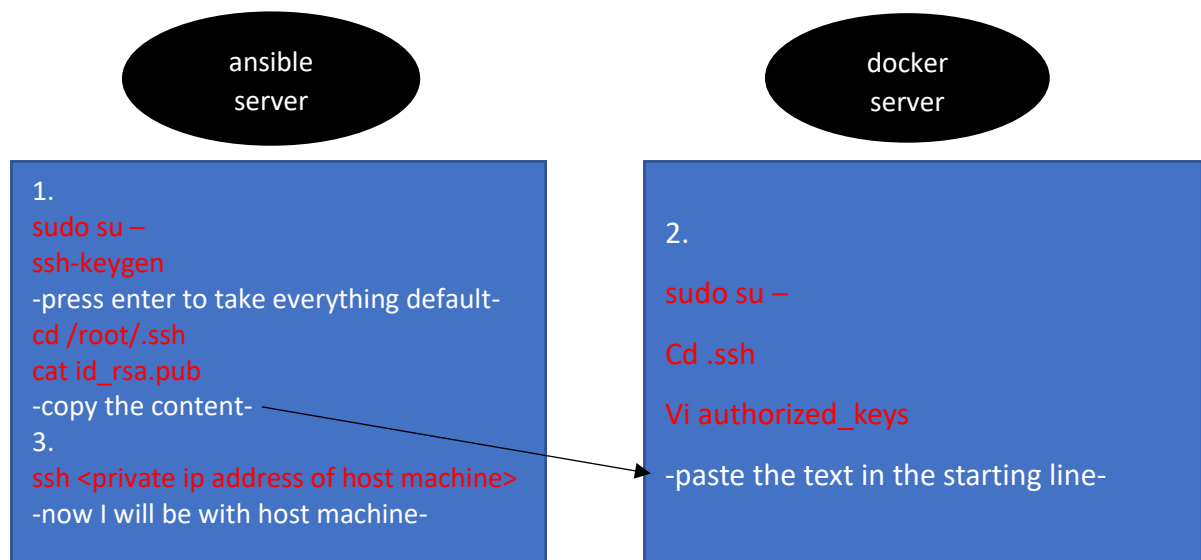 ansible
server
docker
server
1.
sudo su –
ssh-keygen
-press enter to take everything default-
cd /root/.ssh
cat id_rsa.pub
-copy the content-
3.
ssh <private ip address of host machine>
-now I will be with host machine-
2.
sudo su –
Cd .ssh
Vi authorized_keys
-paste the text in the starting line-